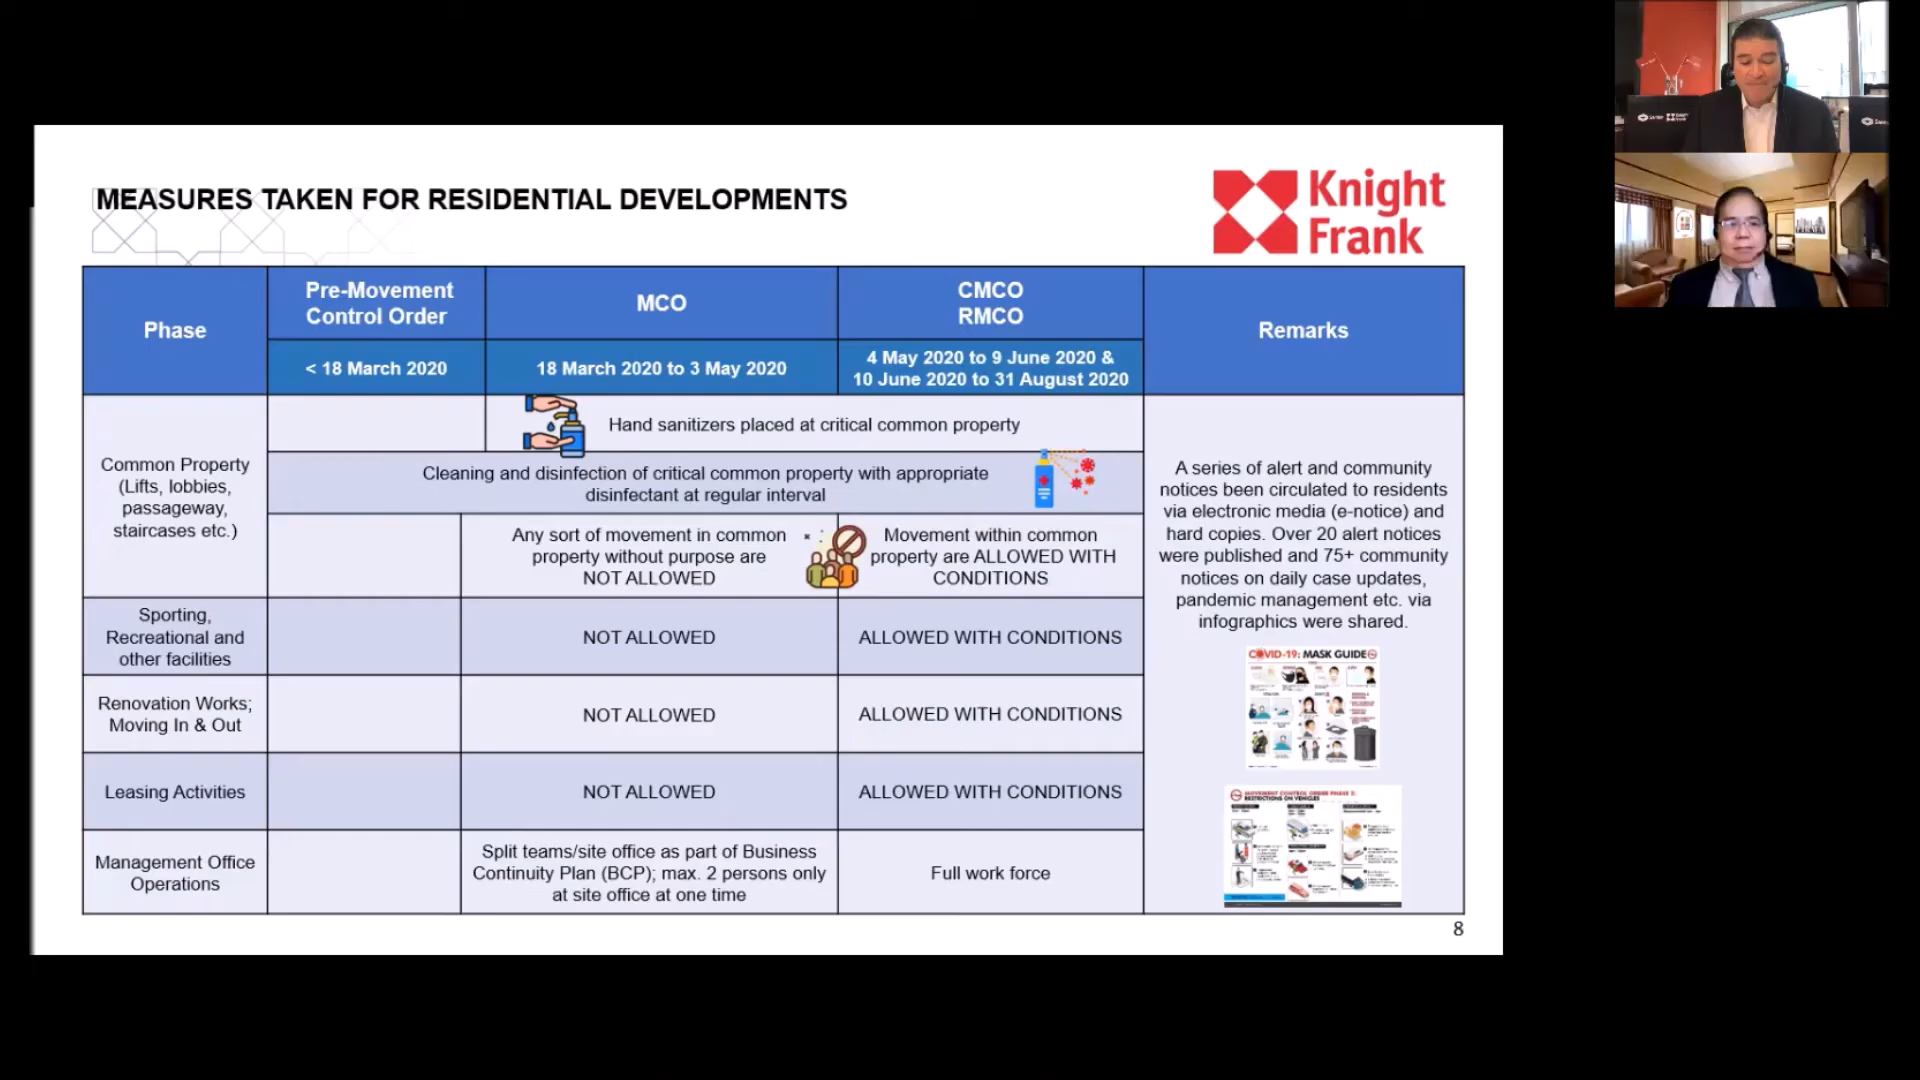 MEASURES TAKEN FOR RESIDENTIAL DEVELOPMENTS
Knight
Frank
Phase
Pre-Movement
Control Order
MCO
CMCO
RMCO
Remarks
< 18 March 2020
18 March 2020 to 3 May 2020
4 May 2020 to 9 June 2020 &
10 June 2020 to 31 August 2020
Common Property
(Lifts, lobbies,
passageway,
staircases etc.)
Hand sanitizers placed at critical common property
Cleaning and disinfection of critical common property with appropriate
disinfectant at regular interval
Any sort of movement in common
property without purpose are
NOT ALLOWED
Movement within common
property are ALLOWED WITH
CONDITIONS
Sporting,
Recreational and
other facilities
NOT ALLOWED
ALLOWED WITH CONDITIONS
Renovation Works;
Moving In & Out
NOT ALLOWED
ALLOWED WITH CONDITIONS
Leasing Activities
NOT ALLOWED
ALLOWED WITH CONDITIONS
Management Office
Operations
Split teams/site office as part of Business
Continuity Plan (BCP); max. 2 persons only
at site office at one time
Full work force
A series of alert and community
notices been circulated to residents
via electronic media (e-notice) and
hard copies. Over 20 alert notices
were published and 75+ community
notices on daily case updates,
pandemic management etc. via
infographics were shared.
COVID-19: MASK GUIDE
MOVEMENT CONTROL ORDER PHASE 2:
RESTRICTIONS ON VEHICLES
8